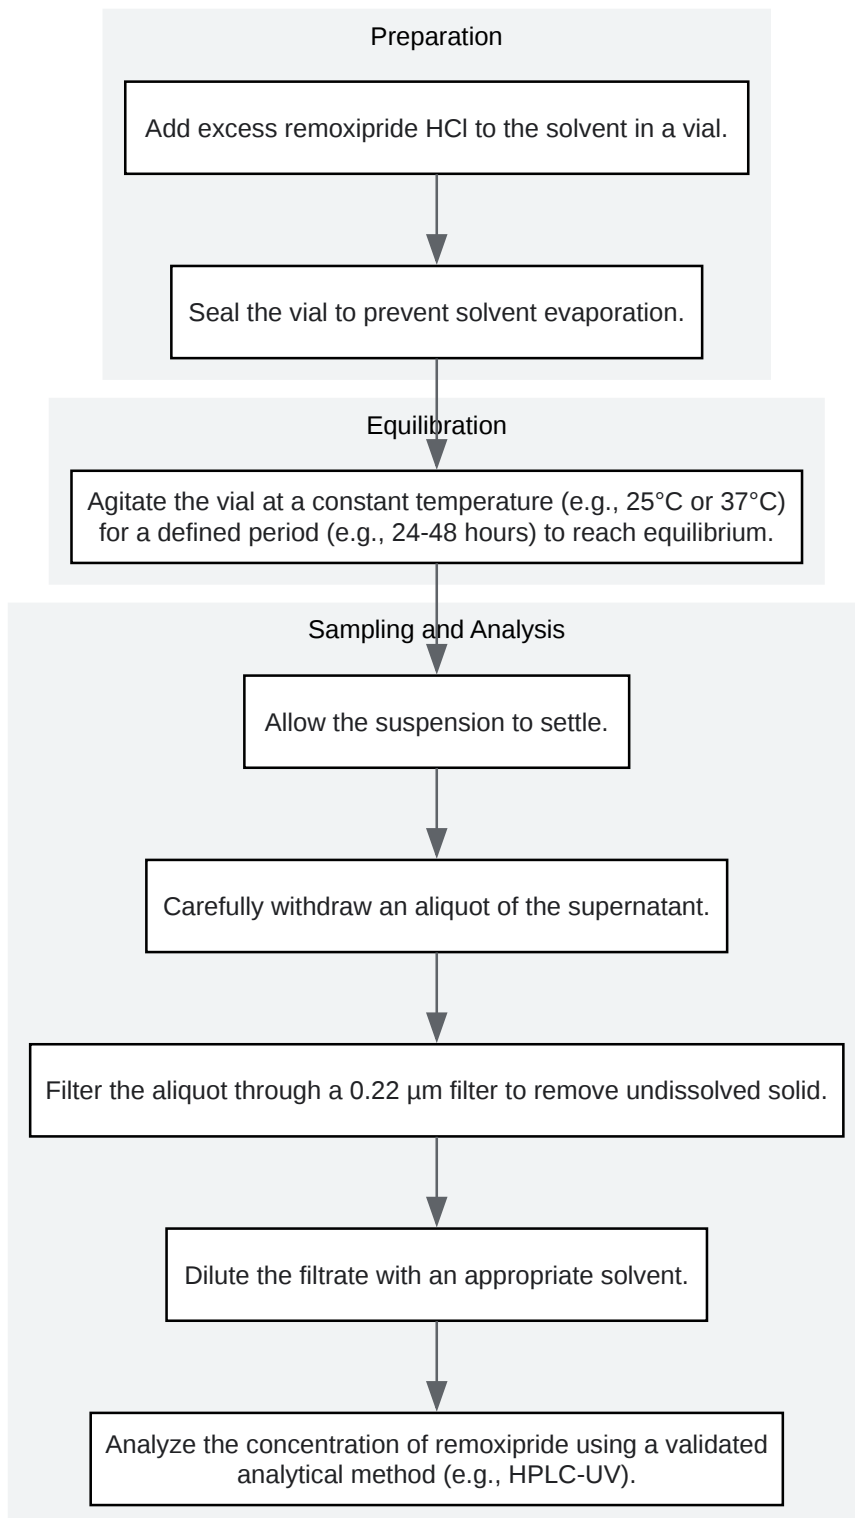 Preparation
Add excess remoxipride HCl to the solvent in a vial.
Seal the vial to prevent solvent evaporation.
Equilibration
Agitate the vial at a constant temperature (e.g., 25°C or 37°C)
for a defined period (e.g., 24-48 hours) to reach equilibrium.
Sampling and Analysis
Allow the suspension to settle.
Carefully withdraw an aliquot of the supernatant.
Filter the aliquot through a 0.22 µm filter to remove undissolved solid.
Dilute the filtrate with an appropriate solvent.
Analyze the concentration of remoxipride using a validated
analytical method (e.g., HPLC-UV).